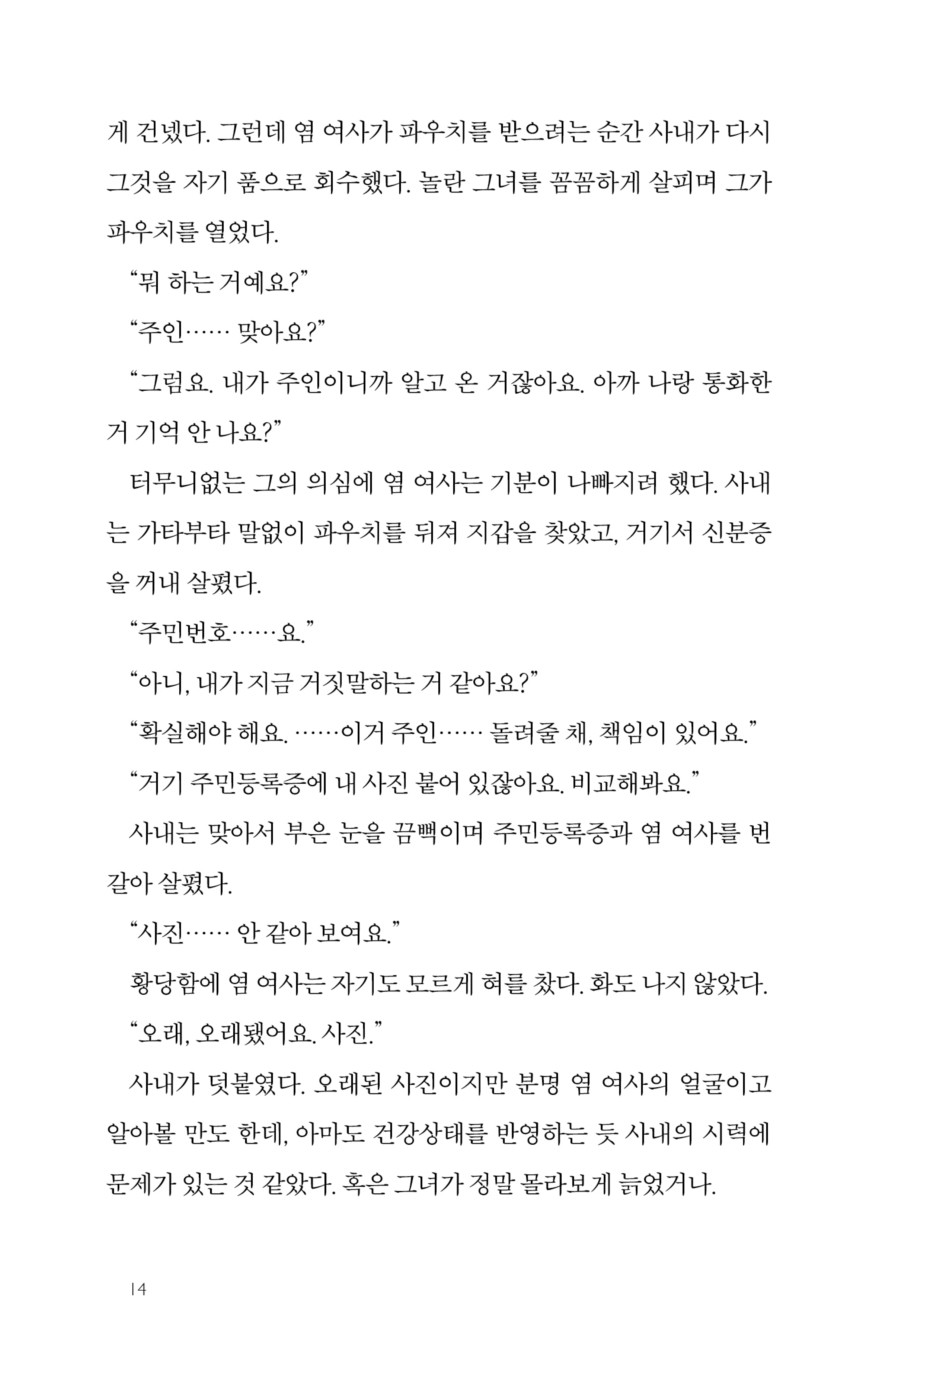 게 건넸다. 그런데 염 여사가 파우치를 받으려는 순간 사내가 다시
그것을 자기 품으로 회수했다. 놀란 그녀를 꼼꼼하게 살피며 그가
파우치를 열었다.
“뭐 하는 거예요?”
“주인…… 맞아요?”
“그럼요. 내가 주인이니까 알고 온 거잖아요. 아까 나랑 통화한
거 기억 안 나요?”
터무니없는 그의 의심에 염 여사는 기분이 나빠지려 했다. 사내
는 가타부타 말없이 파우치를 뒤져 지갑을 찾았고, 거기서 신분증
을 꺼내 살폈다.
“주민번호……요.”
“아니, 내가 지금 거짓말하는 거 같아요?”
“확실해야 해요. ……이거 주인…… 돌려줄 채, 책임이 있어요.”
“거기 주민등록증에 내 사진 붙어 있잖아요. 비교해봐요.”
사내는 맞아서 부은 눈을 끔뻑이며 주민등록증과 염 여사를 번
갈아 살폈다.
“사진…… 안 같아 보여요.”
황당함에 염 여사는 자기도 모르게 혀를 찼다. 화도 나지 않았다.
“오래, 오래됐어요. 사진.”
사내가 덧붙였다. 오래된 사진이지만 분명 염 여사의 얼굴이고
알아볼 만도 한데, 아마도 건강상태를 반영하는 듯 사내의 시력에
문제가 있는 것 같았다. 혹은 그녀가 정말 몰라보게 늙었거나.
14